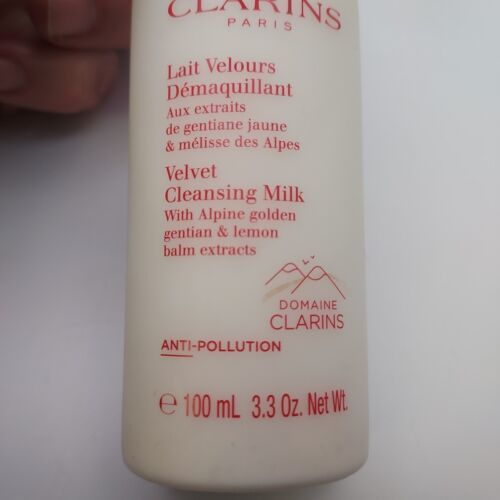 CLARINS
PARIS
Lait Velours
Démaquillant
Aux extraits
de gentiane jaune
& mélisse des Alpes
Velvet
Cleansing Milk
With Alpine golden
gentian & lemon
balm extracts
DOMAINE
CLARINS
ANTI-POLLUTION
℮ 100 mL 3.3 Oz. Net Wt.